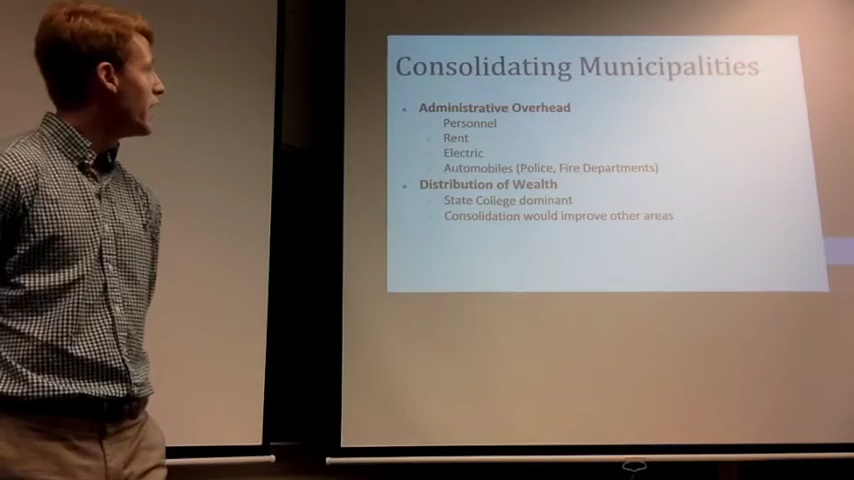 Consolidating Municipalities
Administrative Overhead
Personnel
Rent
Electric
Automobiles (Police, Fire Departments)
Distribution of Wealth
State College dominant
Consolidation would improve other areas